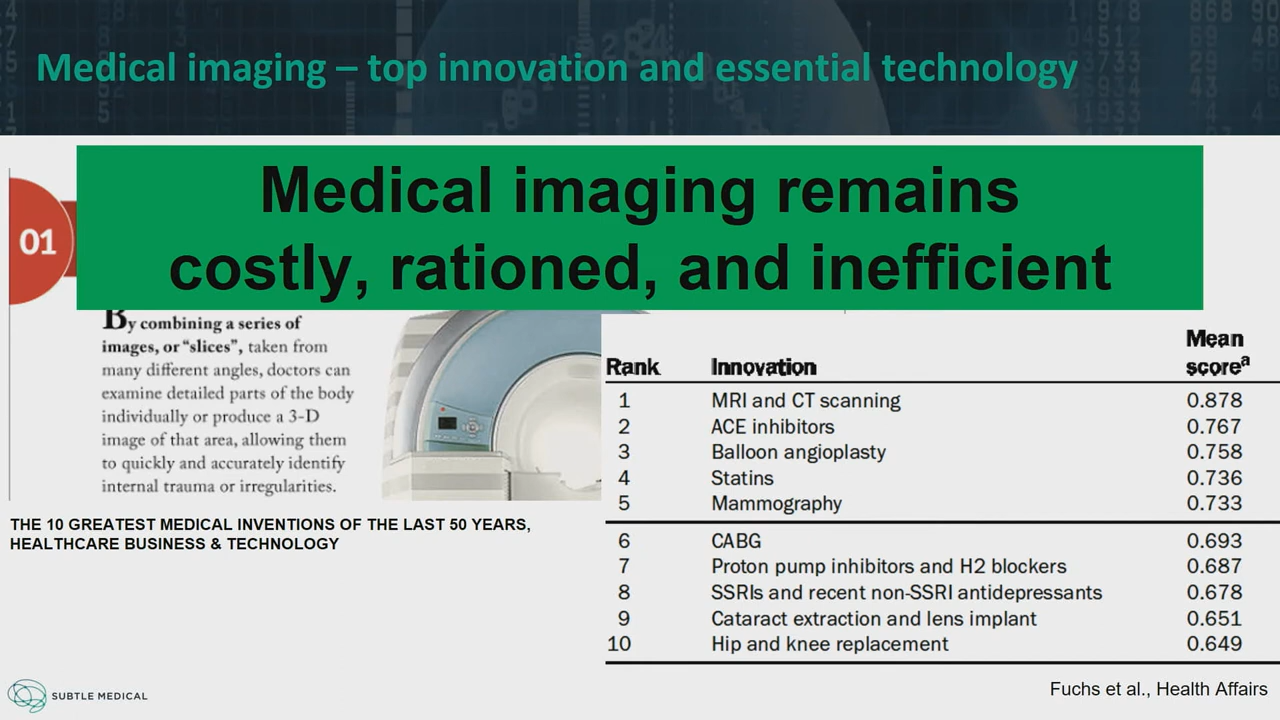 Medical imaging – top innovation and essential technology
Medical imaging remains
costly, rationed, and inefficient
01
By combining a series of
images, or “slices”, taken from
many different angles, doctors can
examine detailed parts of the body
individually or produce a 3-D
image of that area, allowing them
to quickly and accurately identify
internal trauma or irregularities.
THE 10 GREATEST MEDICAL INVENTIONS OF THE LAST 50 YEARS,
HEALTHCARE BUSINESS & TECHNOLOGY
Mean
Rank Innovation scoreª
1 MRI and CT scanning 0.878
2 ACE inhibitors 0.767
3 Balloon angioplasty 0.758
4 Statins 0.736
5 Mammography 0.733
6 CABG 0.693
7 Proton pump inhibitors and H2 blockers 0.687
8 SSRIs and recent non-SSRI antidepressants 0.678
9 Cataract extraction and lens implant 0.651
10 Hip and knee replacement 0.649
SUBTLE MEDICAL
Fuchs et al., Health Affairs